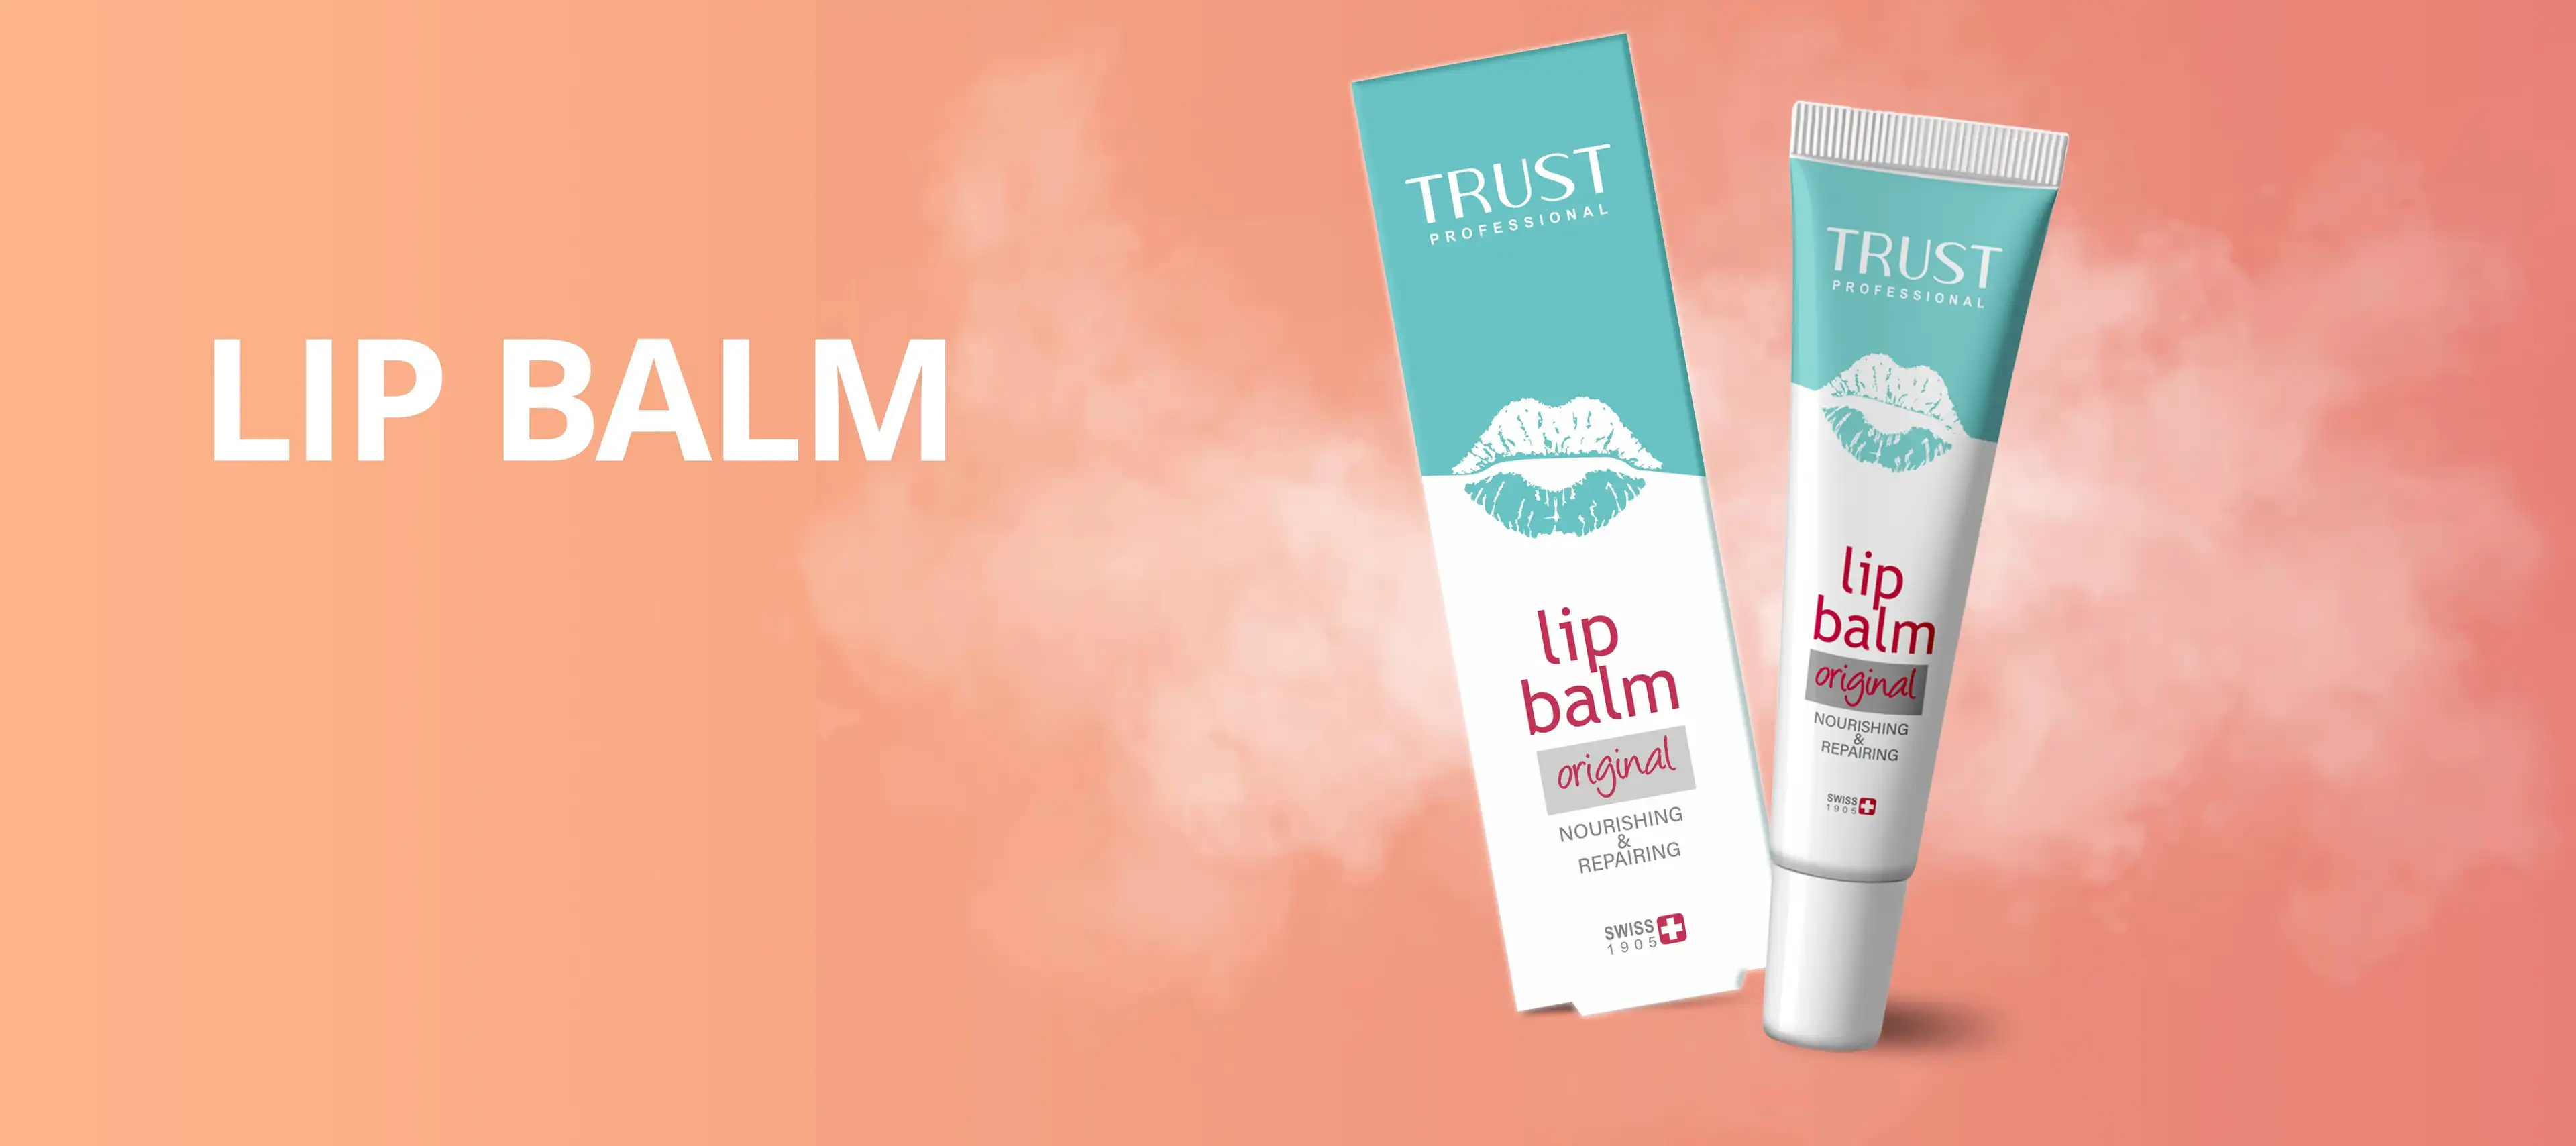 LIP BALM
TRUST
PROFESSIONAL
lip
balm
original
NOURISHING
&
REPAIRING
SWISS
1905
TRUST
PROFESSIONAL
lip
balm
original
NOURISHING
&
REPAIRING
SWISS
1905